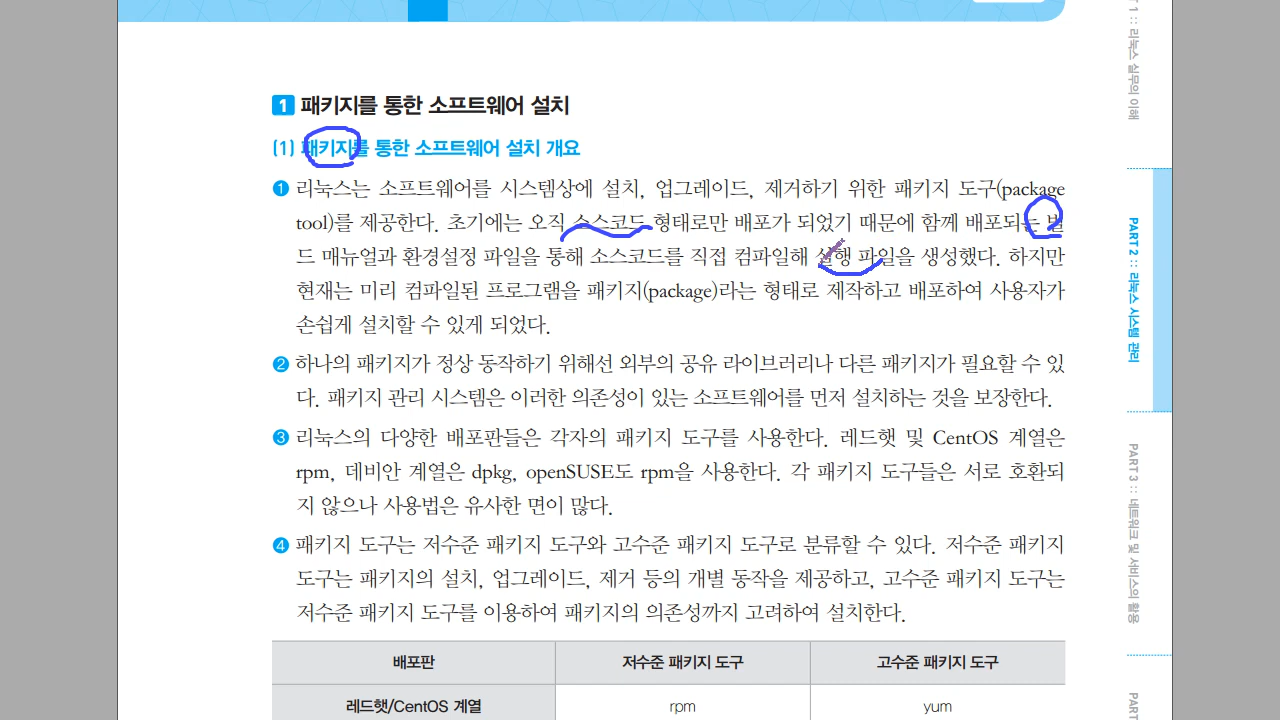 1 패키지를 통한 소프트웨어 설치
(1) 패키지를 통한 소프트웨어 설치 개요
❶ 리눅스는 소프트웨어를 시스템상에 설치, 업그레이드, 제거하기 위한 패키지 도구(package
tool)를 제공한다. 초기에는 오직 소스코드 형태로만 배포가 되었기 때문에 함께 배포되는 빌
드 매뉴얼과 환경 설정 파일을 통해 소스코드를 직접 컴파일해 실행 파일을 생성했다. 하지만
현재는 미리 컴파일된 프로그램을 패키지(package)라는 형태로 제작하고 배포하여 사용자가
손쉽게 설치할 수 있게 되었다.
❷ 하나의 패키지가 정상 동작하기 위해선 외부의 공유 라이브러리나 다른 패키지가 필요할 수 있
다. 패키지 관리 시스템은 이러한 의존성이 있는 소프트웨어를 먼저 설치하는 것을 보장한다.
❸ 리눅스의 다양한 배포판들은 각자의 패키지 도구를 사용한다. 레드햇 및 CentOS 계열은
rpm, 데비안 계열은 dpkg, openSUSE도 rpm을 사용한다. 각 패키지 도구들은 서로 호환되
지 않으나 사용법은 유사한 면이 많다.
❹ 패키지 도구는 저수준 패키지 도구와 고수준 패키지 도구로 분류할 수 있다. 저수준 패키지
도구는 패키지의 설치, 업그레이드, 제거 등의 개별 동작을 제공하고, 고수준 패키지 도구는
저수준 패키지 도구를 이용하여 패키지의 의존성까지 고려하여 설치한다.
배포판 저수준 패키지 도구 고수준 패키지 도구
레드햇/CentOS 계열 rpm yum
PART 1 :: 리눅스 실무의 이해
PART 2 :: 리눅스 시스템 관리
PART 3 :: 네트워크 및 서비스의 활용
PART